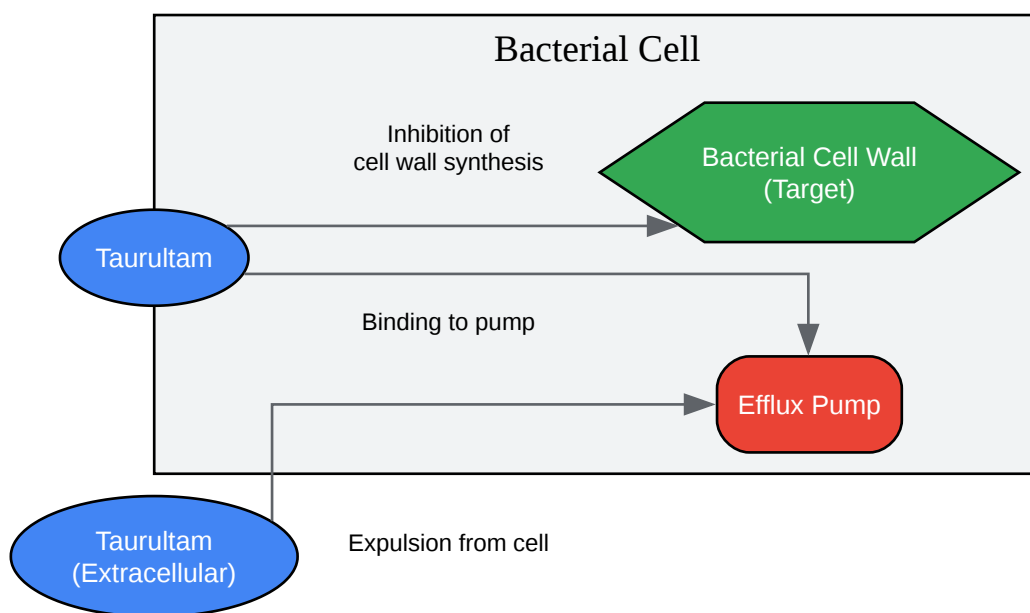 Bacterial Cell
Inhibition of
cell wall synthesis
Bacterial Cell Wall
(Target)
Taurultam
Binding to pump
Efflux Pump
Taurultam
(Extracellular)
Expulsion from cell